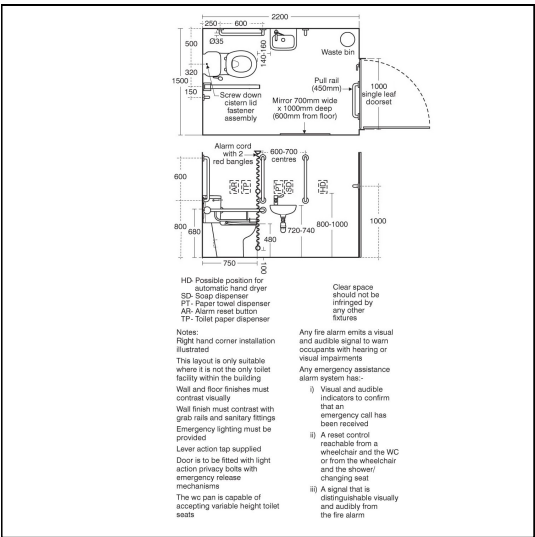 2200
250
600
500
Ø35
140-160
Waste bin
320
1500
150
Screw down
cistern lid
fastener
assembly
Pull rail
(450mm)
Mirror 700mm wide
x 1000mm deep
(600mm from floor)
1000
single leaf
doorset
Alarm cord
with 2
red bangles
600-700
centres
600
AR
TP
PT
SD
HD
800
680
480
720-740
800-1000
1000
750
100
HD- Possible position for
automatic hand dryer
SD- Soap dispenser
PT- Paper towel dispenser
AR- Alarm reset button
TP- Toilet paper dispenser
Clear space
should not be
infringed by
any other
fixtures
Notes:
Right hand corner installation
illustrated
This layout is only suitable
where it is not the only toilet
facility within the building
Wall and floor finishes must
contrast visually
Wall finish must contrast with
grab rails and sanitary fittings
Emergency lighting must be
provided
Lever action tap supplied
Door is to be fitted with light
action privacy bolts with
emergency release
mechanisms
The wc pan is capable of
accepting variable height toilet
seats
Any fire alarm emits a visual
and audible signal to warn
occupants with hearing or
visual impairments
Any emergency assistance
alarm system has:-
i) Visual and audible
indicators to confirm
that an
emergency call has
been received
ii) A reset control
reachable from a
wheelchair and the WC
or from the wheelchair
and the shower/
changing seat
iii) A signal that is
distinguishable visually
and audibly from
the fire alarm